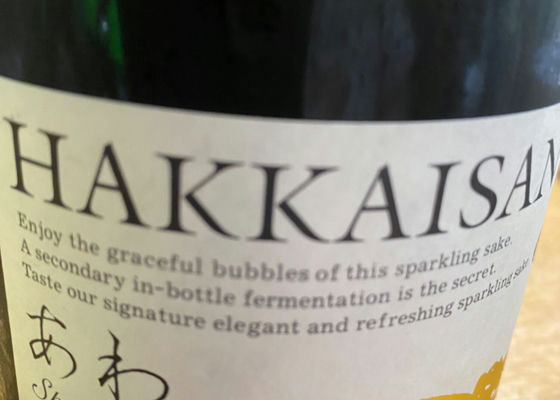 HAKKAISAN
Enjoy the graceful bubbles of this sparkling sake.
A secondary in-bottle fermentation is the secret.
Taste our signature elegant and refreshing sparkling sake
あわ